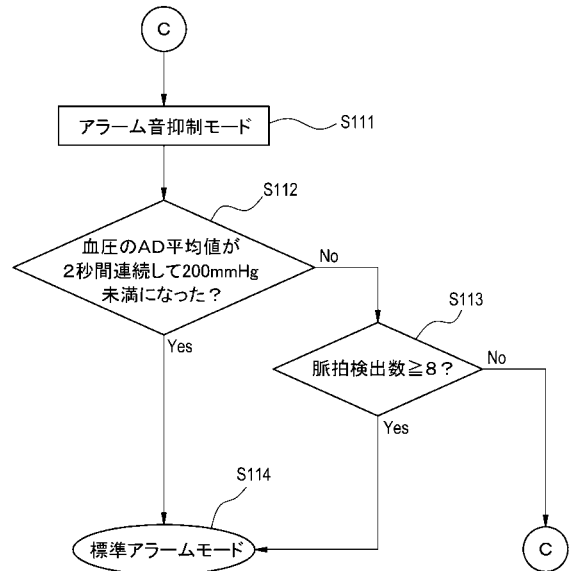 C
アラーム音抑制モード
S111
S112
血圧のAD平均値が
2秒間連続して200mmHg
未満になった?
No
Yes
S113
脈拍検出数≧8?
No
Yes
S114
標準アラームモード
C